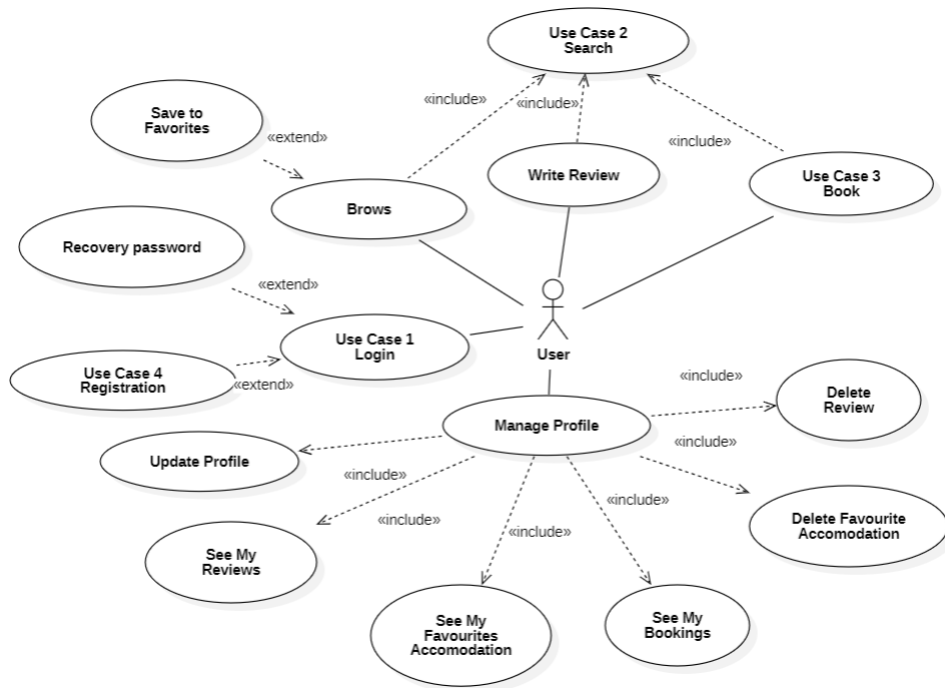 Use Case 2
Search
«include»
«include»
«include»
Save to
Favorites
«extend»
Write Review
Use Case 3
Book
Brows
Recovery password
«extend»
Use Case 1
Login
User
Use Case 4
Registration
«extend»
«include»
Delete
Review
Manage Profile
«include»
Update Profile
«include»
«include»
«include»
«include»
Delete Favourite
Accomodation
See My
Reviews
See My
Favourites
Accomodation
See My
Bookings